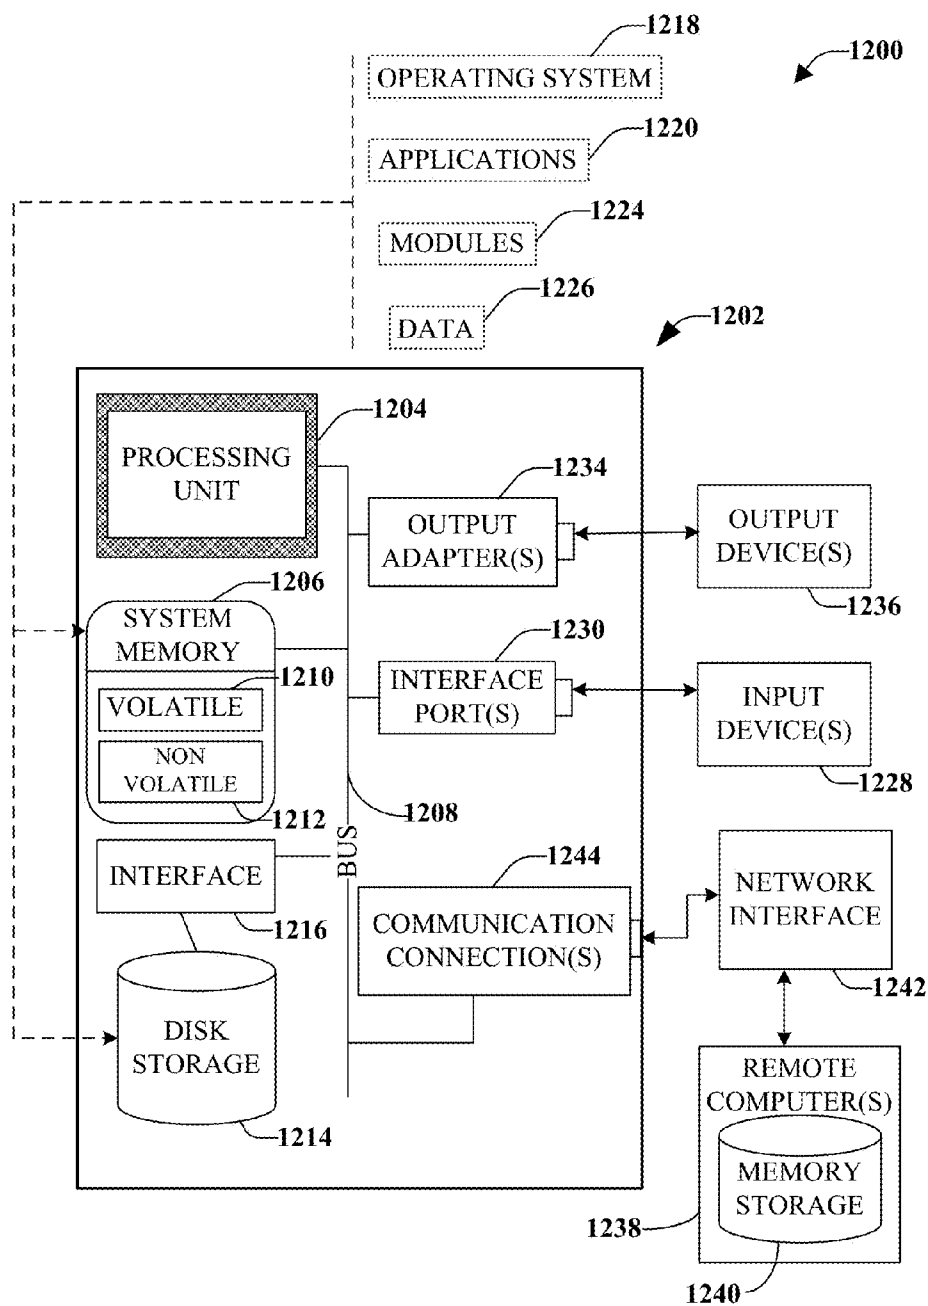 1218
1200
OPERATING SYSTEM
1220
APPLICATIONS
1224
MODULES
1226
DATA
1202
1204
PROCESSING
UNIT
1234
OUTPUT
ADAPTER(S)
OUTPUT
DEVICE(S)
1236
1206
SYSTEM
MEMORY
1210
VOLATILE
NON
VOLATILE
1212
1230
INTERFACE
PORT(S)
INPUT
DEVICE(S)
1228
1208
BUS
INTERFACE
1216
1244
COMMUNICATION
CONNECTION(S)
NETWORK
INTERFACE
1242
DISK
STORAGE
1214
REMOTE
COMPUTER(S)
MEMORY
STORAGE
1238
1240